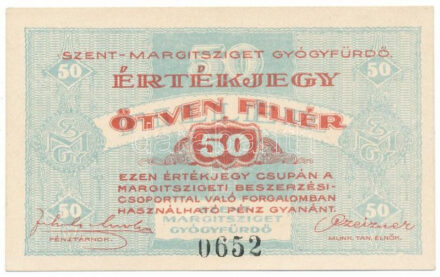 SZENT-MARGITSZIGET GYÓGYFÜRDŐ
50
50 50
ÉRTÉKJEGY
ÖTVEN FILLÉR
50
EZEN ÉRTÉKJEGY CSUPÁN A
MARGITSZIGETI BESZERZÉSI-
CSOPORTTAL VALÓ FORGALOMBAN
HASZNÁLHATÓ PÉNZ GYANÁNT.
50 50
MARGITSZIGET
GYÓGYFÜRDŐ
PÉNZTÁRNOK. MUNK. TAN. ELNÖK.
0652